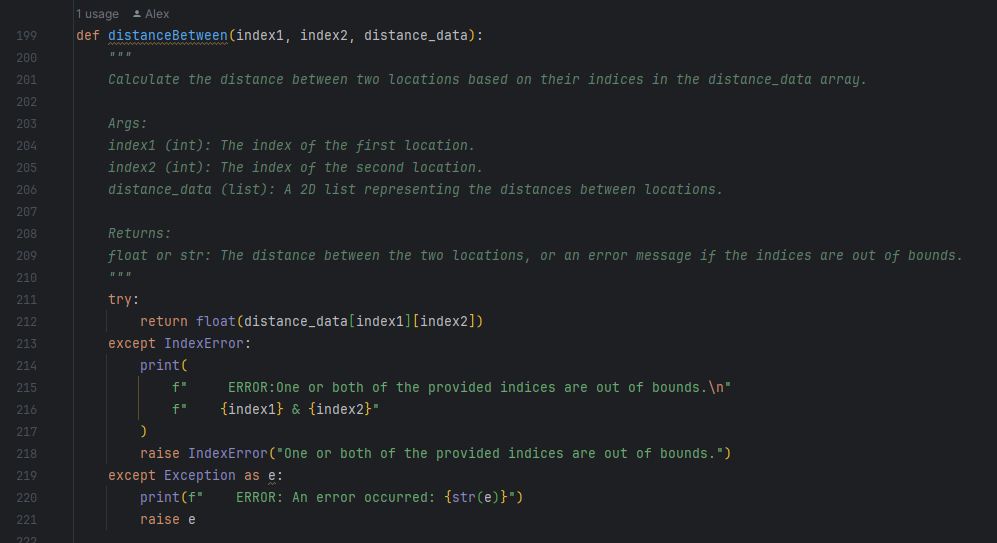 1 usage Alex
199 def distanceBetween(index1, index2, distance_data):
200     """
201     Calculate the distance between two locations based on their indices in the distance_data array.
202
203     Args:
204     index1 (int): The index of the first location.
205     index2 (int): The index of the second location.
206     distance_data (list): A 2D list representing the distances between locations.
207
208     Returns:
209     float or str: The distance between the two locations, or an error message if the indices are out of bounds.
210     """
211     try:
212         return float(distance_data[index1][index2])
213     except IndexError:
214         print(
215             f"     ERROR:One or both of the provided indices are out of bounds.\n"
216             f"    {index1} & {index2}"
217         )
218         raise IndexError("One or both of the provided indices are out of bounds.")
219     except Exception as e:
220         print(f"    ERROR: An error occurred: {str(e)}")
221         raise e
222